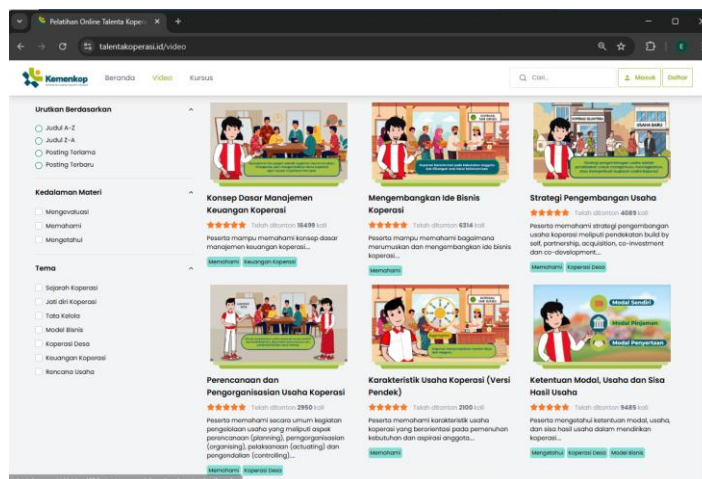 Pelatihan Online Talenta Koper
talentakoperasi.id/video
Kemenkop
Beranda
Video
Kursus
Cari...
Masuk
Daftar
Urutkan Berdasarkan
Judul A-Z
Judul Z-A
Posting Terlama
Posting Terbaru
Kedalaman Materi
Mengevaluasi
Memahami
Mengetahui
Tema
Sejarah Koperasi
Jati diri Koperasi
Tata Kelola
Model Bisnis
Koperasi Desa
Keuangan Koperasi
Rencana Usaha
Konsep Dasar Manajemen
Keuangan Koperasi
Telah ditonton 16499 kali
Peserta mampu memahami konsep dasar
manajemen keuangan koperasi...
Memahami
Keuangan Koperasi
Mengembangkan Ide Bisnis
Koperasi
Telah ditonton 6314 kali
Peserta mampu memahami bagaimana
merumuskan dan mengembangkan ide bisnis
koperasi...
Memahami
USAHA BARU
Strategi Pengembangan Usaha
Telah ditonton 4089 kali
Peserta memahami strategi pengembangan
usaha koperasi meliputi pendekatan build by
self, partnership, acquisition, co-investment
dan co-development...
Memahami
Koperasi Desa
Perencanaan dan
Pengorganisasian Usaha Koperasi
Telah ditonton 2950 kali
Peserta memahami secara umum kegiatan
pengelolaan usaha yang meliputi aspek
perencanaan (planning), pengorganisasian
(organising), pelaksanaan (actuating) dan
pengendalian (controlling)...
Memahami
Koperasi Desa
Karakteristik Usaha Koperasi (Versi
Pendek)
Telah ditonton 2100 kali
Peserta memahami karakteristik usaha
koperasi yang berorientasi pada pemenuhan
kebutuhan dan aspirasi anggota...
Memahami
Modal Sendiri
Modal Pinjaman
Modal Penyertaan
Ketentuan Modal, Usaha dan Sisa
Hasil Usaha
Telah ditonton 9485 kali
Peserta mengetahui ketentuan modal, usaha,
dan sisa hasil usaha dalam mendirikan
koperasi...
Mengetahui
Koperasi Desa
Model Bisnis